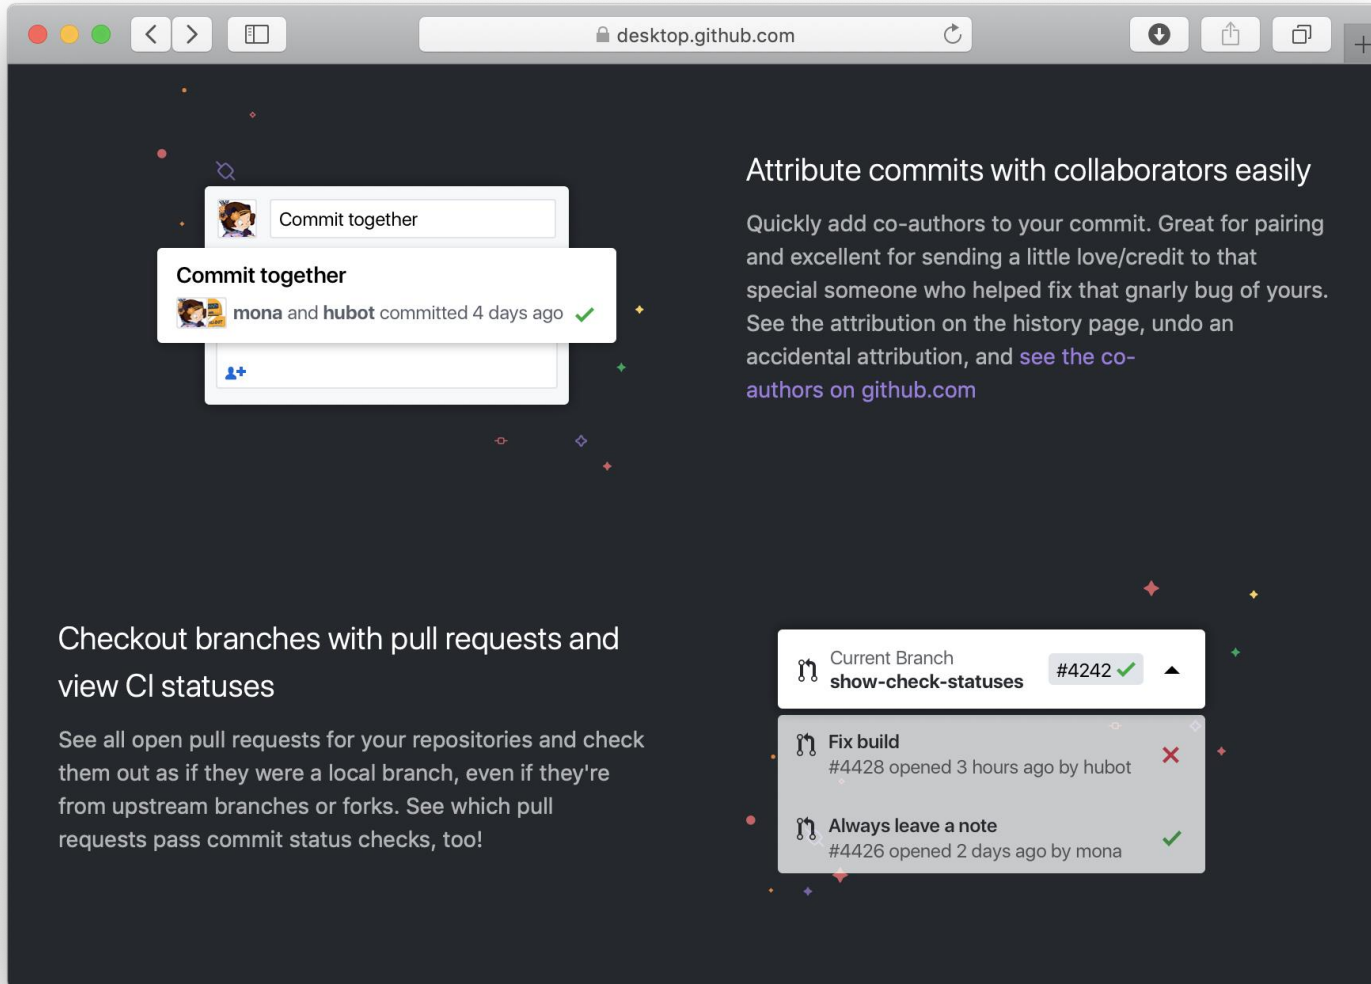 desktop.github.com
Commit together
Commit together
mona and hubot committed 4 days ago
Attribute commits with collaborators easily
Quickly add co-authors to your commit. Great for pairing
and excellent for sending a little love/credit to that
special someone who helped fix that gnarly bug of yours.
See the attribution on the history page, undo an
accidental attribution, and see the co-
authors on github.com
Checkout branches with pull requests and
view CI statuses
See all open pull requests for your repositories and check
them out as if they were a local branch, even if they're
from upstream branches or forks. See which pull
requests pass commit status checks, too!
Current Branch
show-check-statuses
#4242
Fix build
#4428 opened 3 hours ago by hubot
Always leave a note
#4426 opened 2 days ago by mona